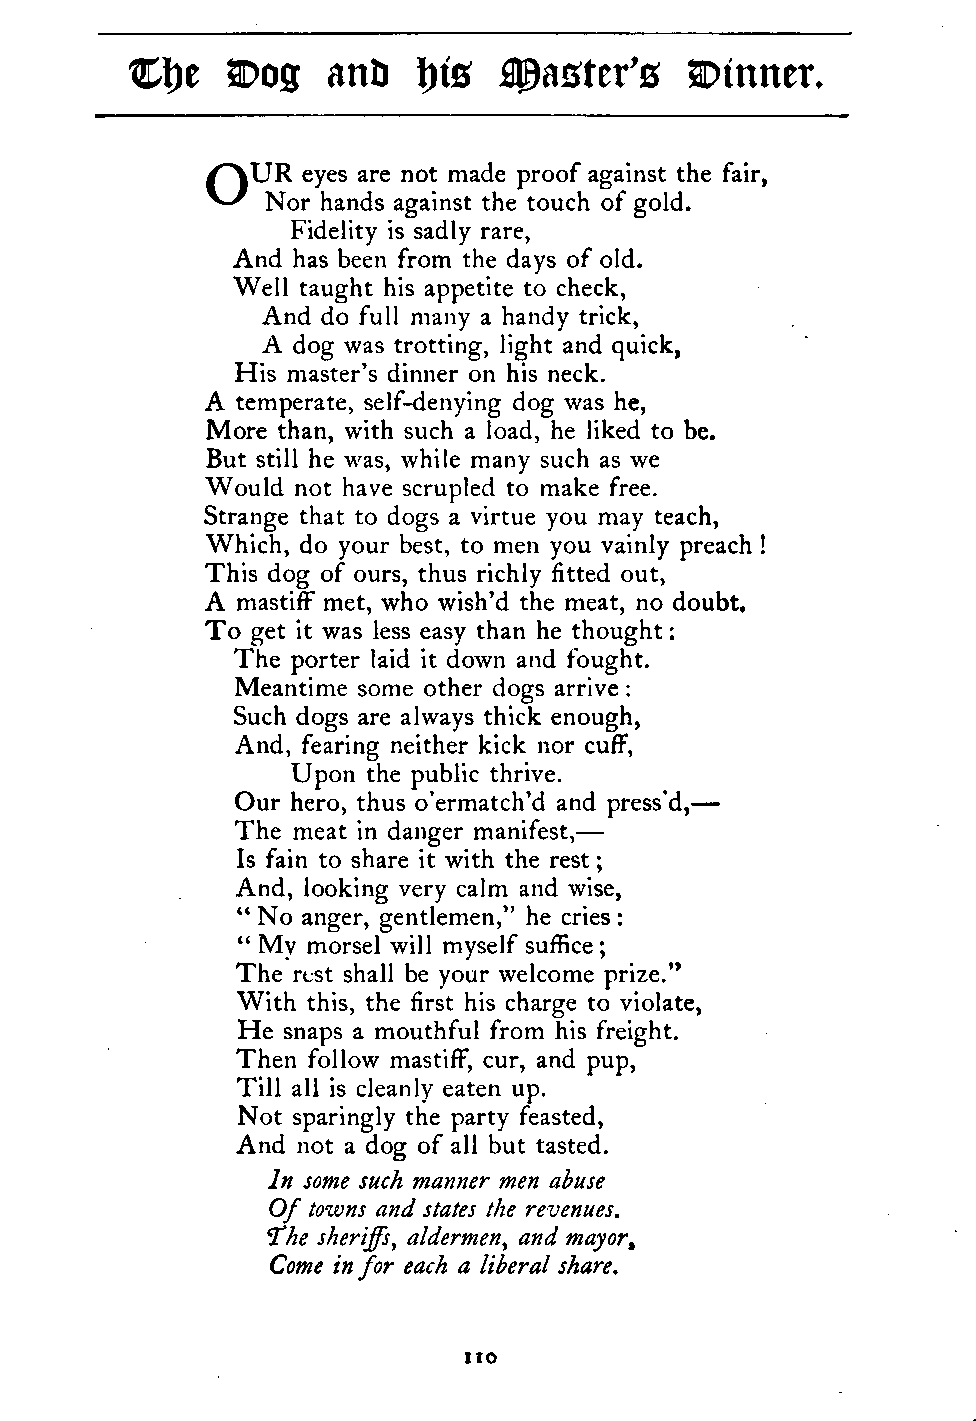 The Dog and his Master's Dinner.
OUR eyes are not made proof against the fair,
Nor hands against the touch of gold.
Fidelity is sadly rare,
And has been from the days of old.
Well taught his appetite to check,
And do full many a handy trick,
A dog was trotting, light and quick,
His master's dinner on his neck.
A temperate, self-denying dog was he,
More than, with such a load, he liked to be.
But still he was, while many such as we
Would not have scrupled to make free.
Strange that to dogs a virtue you may teach,
Which, do your best, to men you vainly preach!
This dog of ours, thus richly fitted out,
A mastiff met, who wish'd the meat, no doubt.
To get it was less easy than he thought:
The porter laid it down and fought.
Meantime some other dogs arrive:
Such dogs are always thick enough,
And, fearing neither kick nor cuff,
Upon the public thrive.
Our hero, thus o'ermatch'd and press'd,—
The meat in danger manifest,—
Is fain to share it with the rest;
And, looking very calm and wise,
"No anger, gentlemen," he cries:
"My morsel will myself suffice;
The rest shall be your welcome prize."
With this, the first his charge to violate,
He snaps a mouthful from his freight.
Then follow mastiff, cur, and pup,
Till all is cleanly eaten up.
Not sparingly the party feasted,
And not a dog of all but tasted.
In some such manner men abuse
Of towns and states the revenues.
The sheriffs, aldermen, and mayor,
Come in for each a liberal share.
110